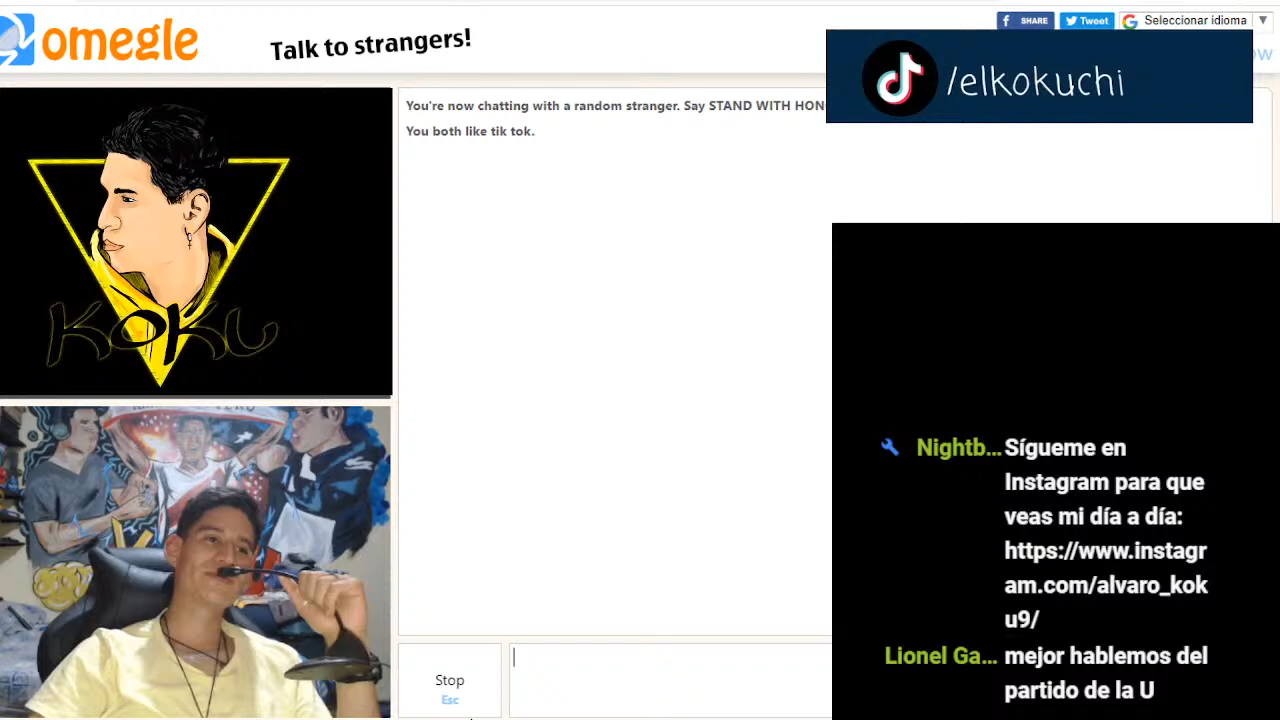 omegle
Talk to strangers!
SHARE
Tweet
Seleccionar idioma
/elkokuchi
You're now chatting with a random stranger. Say STAND WITH HON
You both like tik tok.
KOKU
Nightb... Sígueme en
Instagram para que
veas mi día a día:
https://www.instagr
am.com/alvaro_kok
u9/
Lionel Ga... mejor hablemos del
partido de la U
Stop
Esc